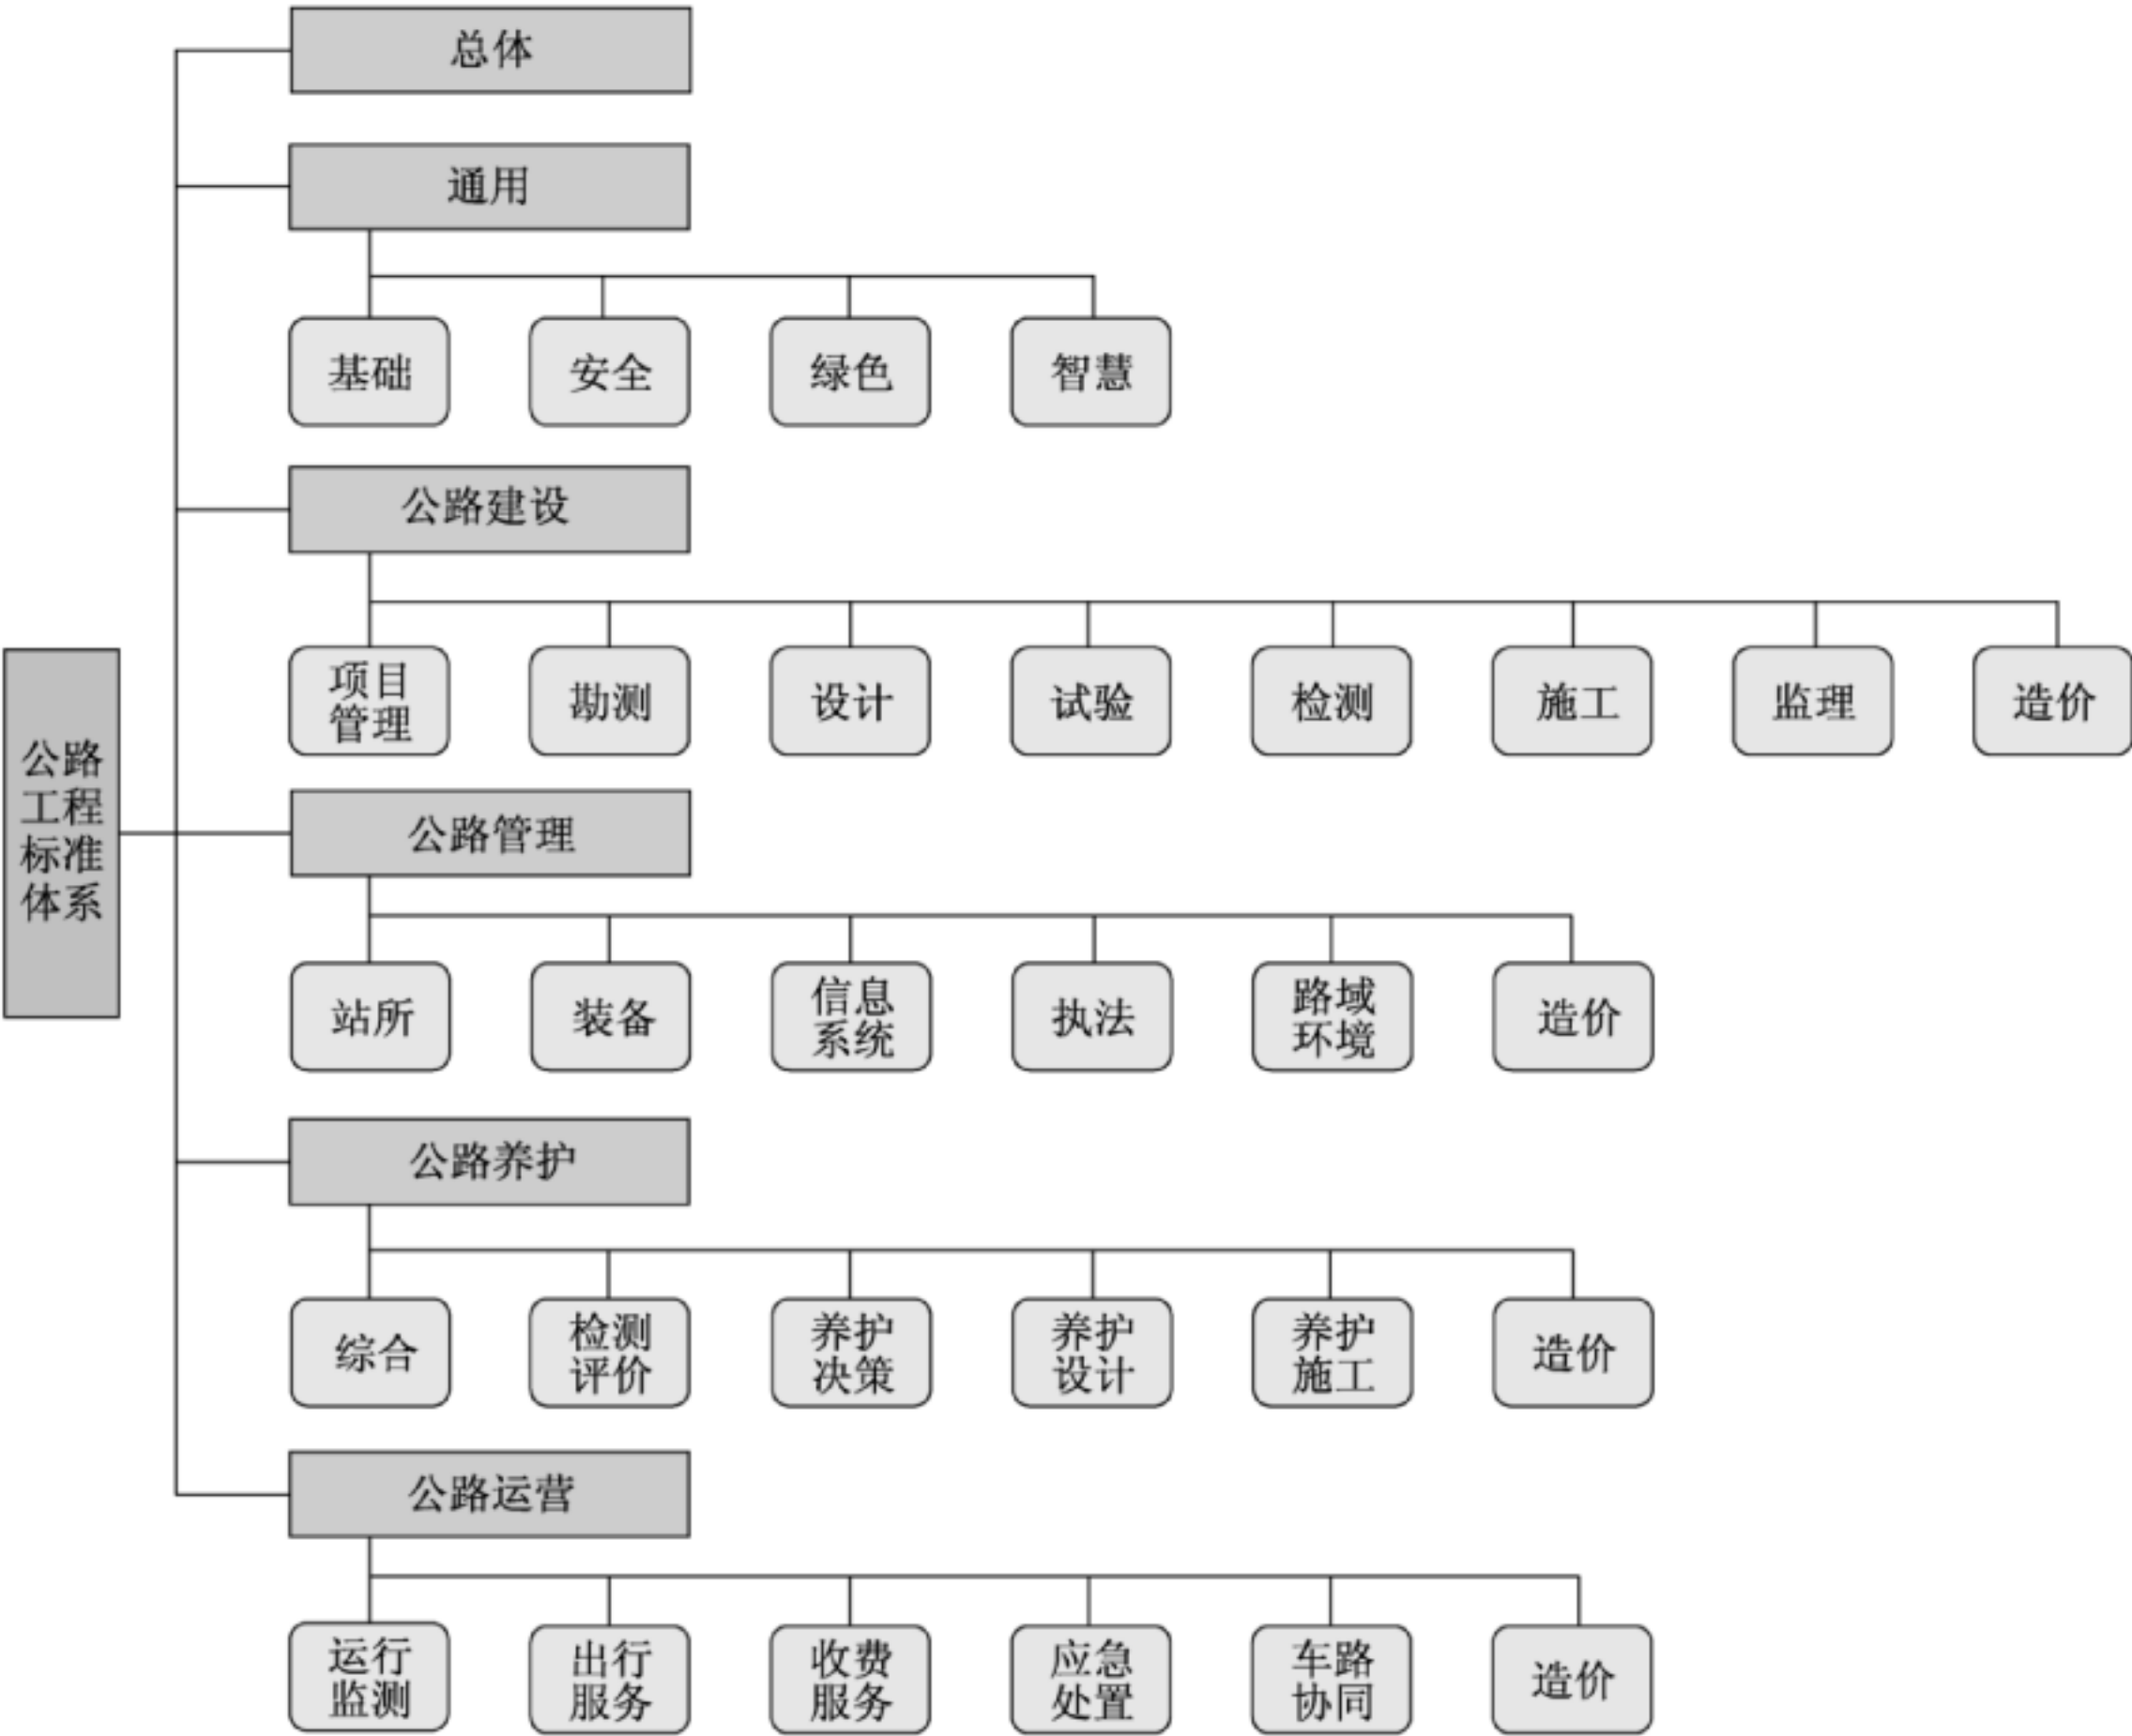 总体
通用
基础
安全
绿色
智慧
公路建设
项目
管理
勘测
设计
试验
检测
施工
监理
造价
公路
工程
标准
体系
公路管理
站所
装备
信息
系统
执法
路域
环境
造价
公路养护
综合
检测
评价
养护
决策
养护
设计
养护
施工
造价
公路运营
运行
监测
出行
服务
收费
服务
应急
处置
车路
协同
造价